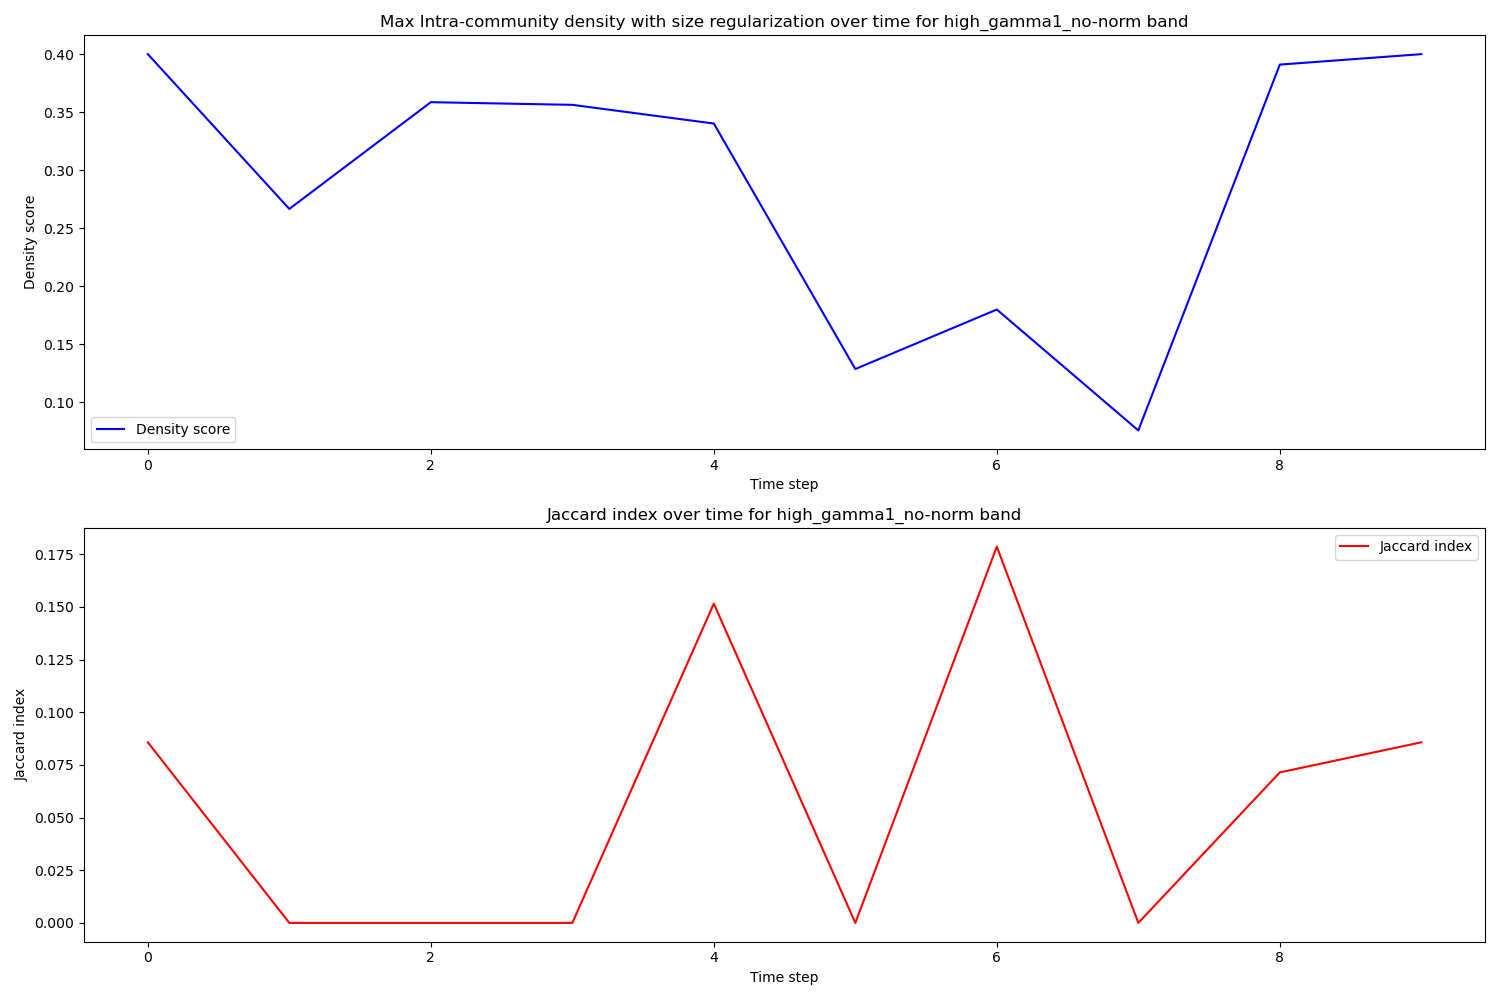 Max Intra-community density with size regularization over time for high_gamma1_no-norm band
0.40
0.35
0.30
0.25
0.20
0.15
0.10
Density score
Density score
0 2 4 6 8
Time step
Jaccard index over time for high_gamma1_no-norm band
0.175
0.150
0.125
0.100
0.075
0.050
0.025
0.000
Jaccard index
Jaccard index
0 2 4 6 8
Time step